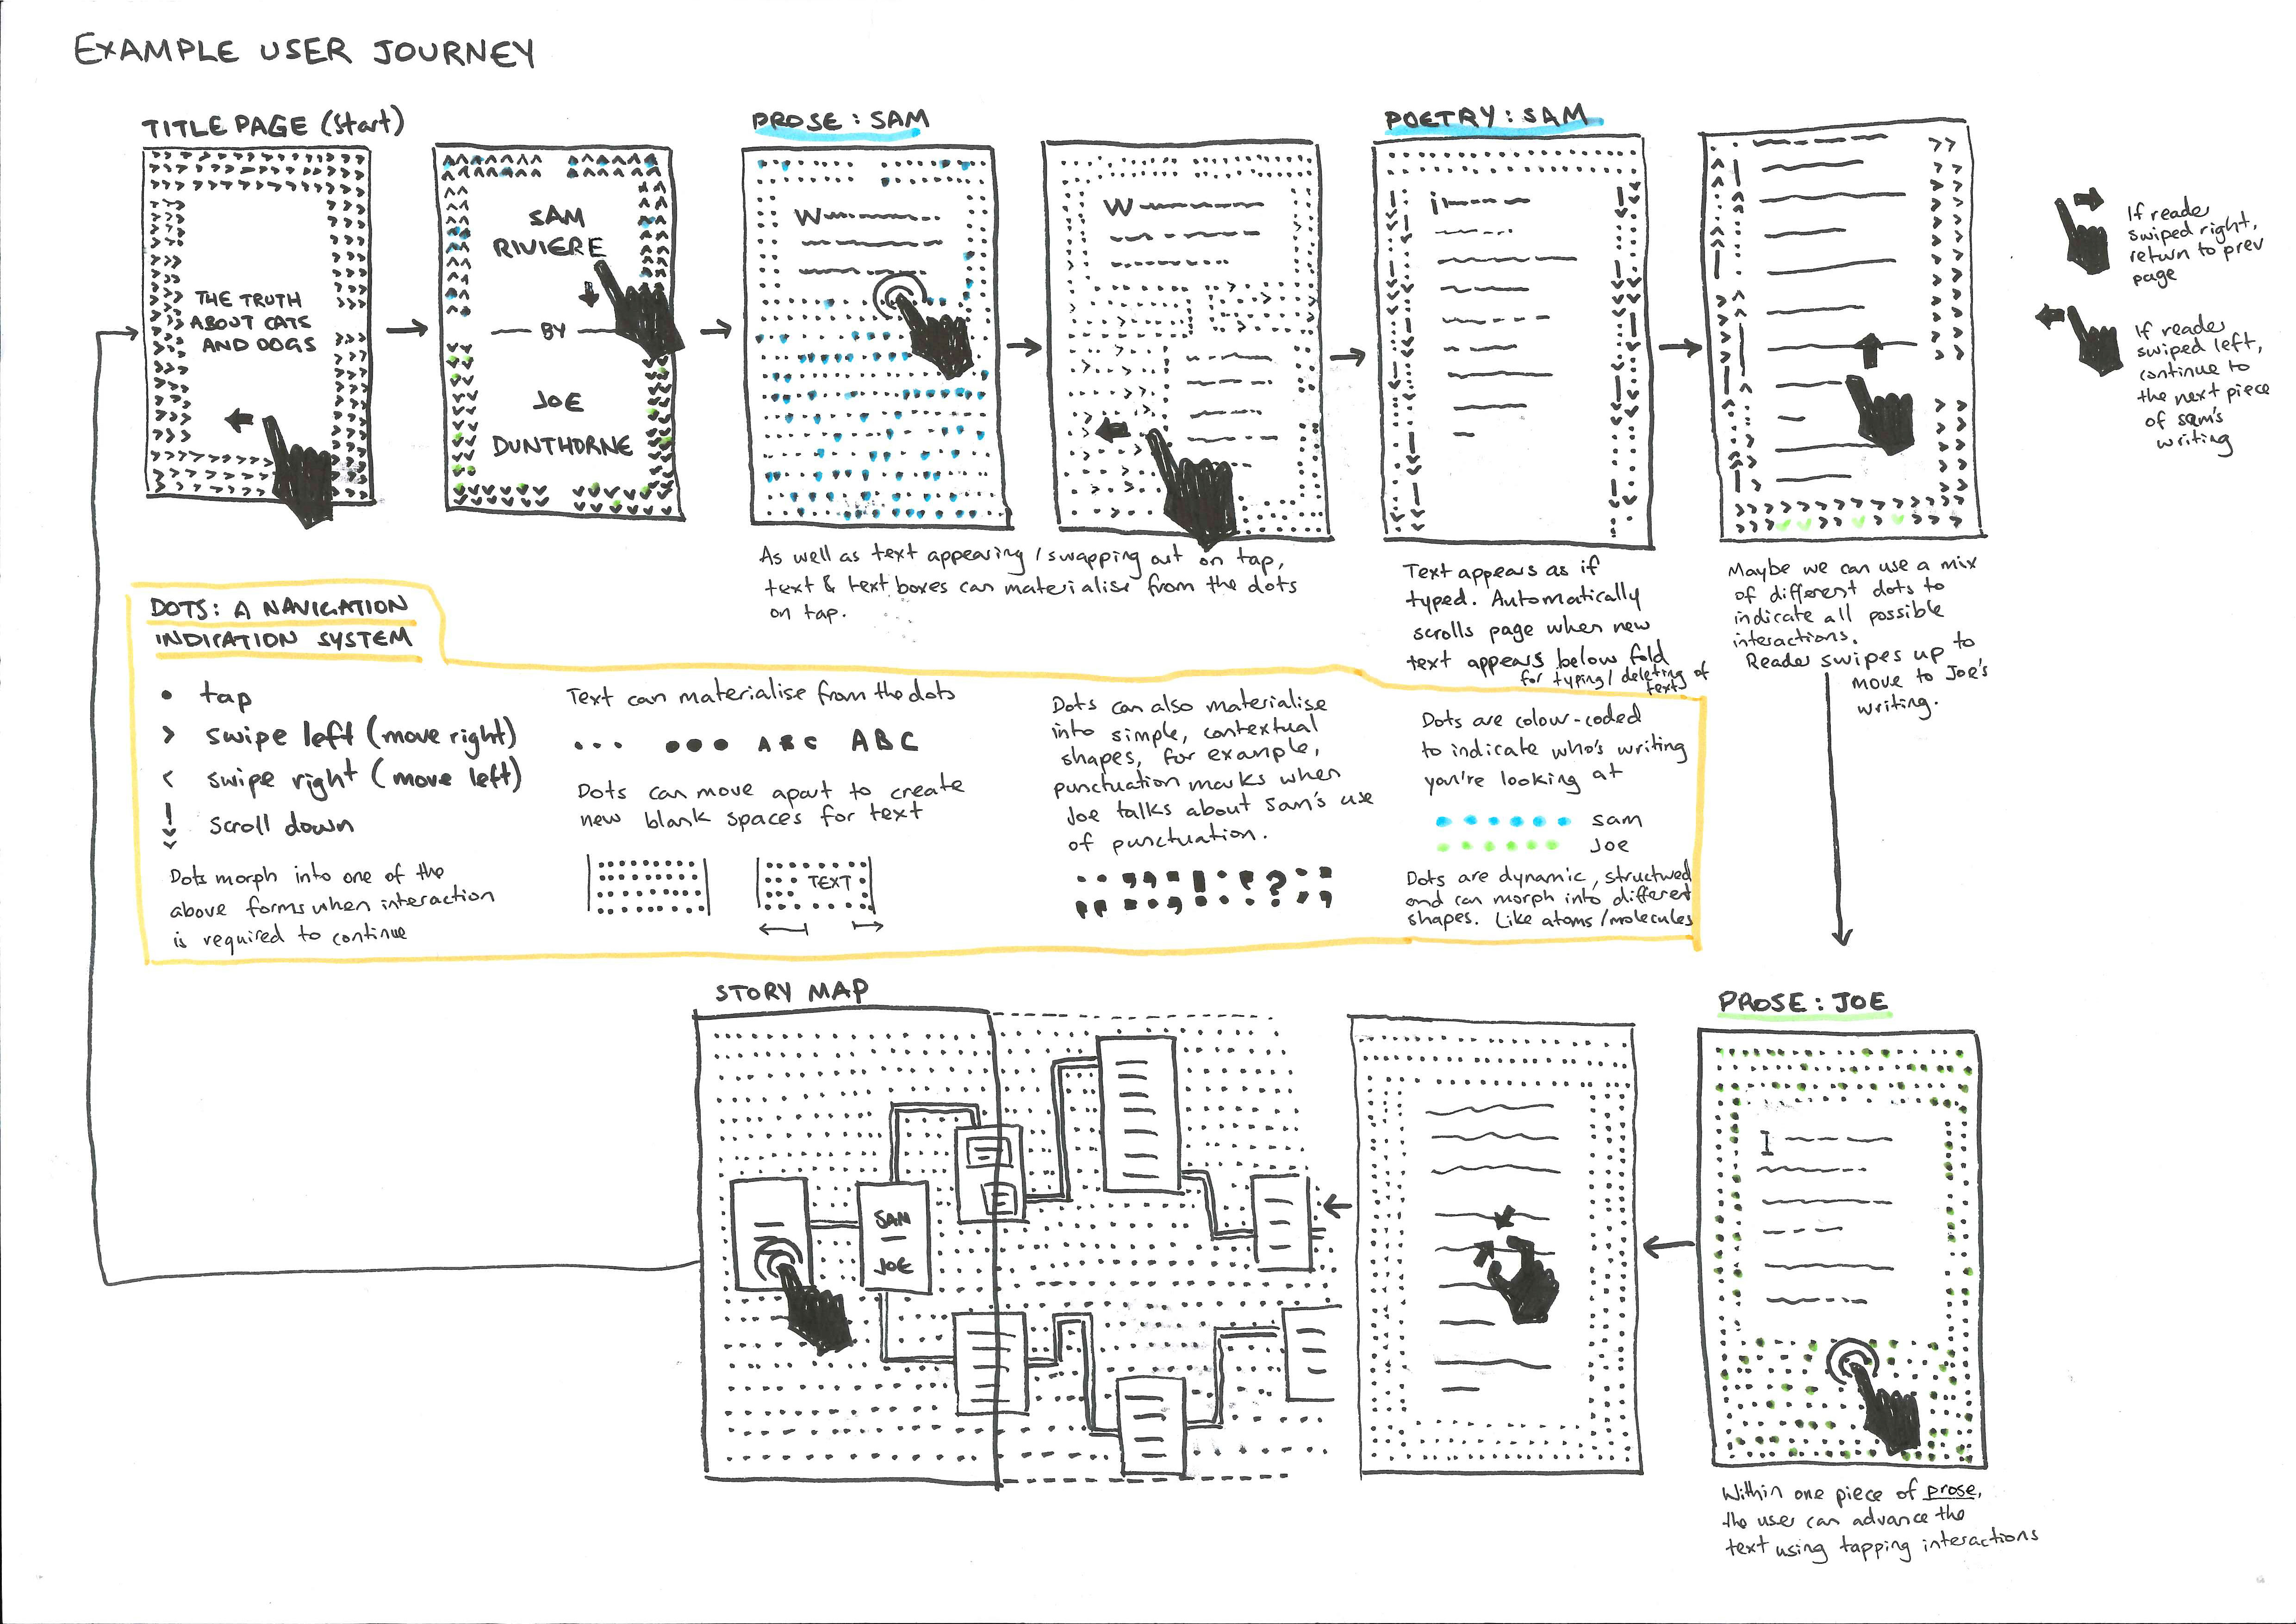 EXAMPLE USER JOURNEY
TITLE PAGE (Start)
THE TRUTH
ABOUT CATS
AND DOGS
SAM
RIVIERE
BY
JOE
DUNTHORNE
PROSE: SAM
W
W
As well as text appearing / swapping out on tap,
text & text boxes can materialise from the dots
on tap.
POETRY: SAM
i
Text appears as if
typed. Automatically
scrolls page when new
text appears below fold
for typing / deleting of
text
Maybe we can use a mix
of different dots to
indicate all possible
interactions.
Reader swipes up to
move to Joe's
writing.
If reader
swiped right,
return to prev
page
If reader
swiped left,
continue to
the next piece
of sam's
writing
DOTS: A NAVIGATION
INDICATION SYSTEM
• tap
> swipe left (move right)
< swipe right (move left)
scroll down
Dots morph into one of the
above forms when interaction
is required to continue
Text can materialise from the dots
ABC ABC
Dots can move apart to create
new blank spaces for text
TEXT
Dots can also materialise
into simple, contextual
shapes, for example,
punctuation marks when
Joe talks about Sam's use
of punctuation.
Dots are colour-coded
to indicate who's writing
you're looking at
sam
Joe
Dots are dynamic, structured
and can morph into different
shapes. Like atoms/molecules
STORY MAP
SAM
JOE
PROSE: JOE
I
Within one piece of prose,
the user can advance the
text using tapping interactions